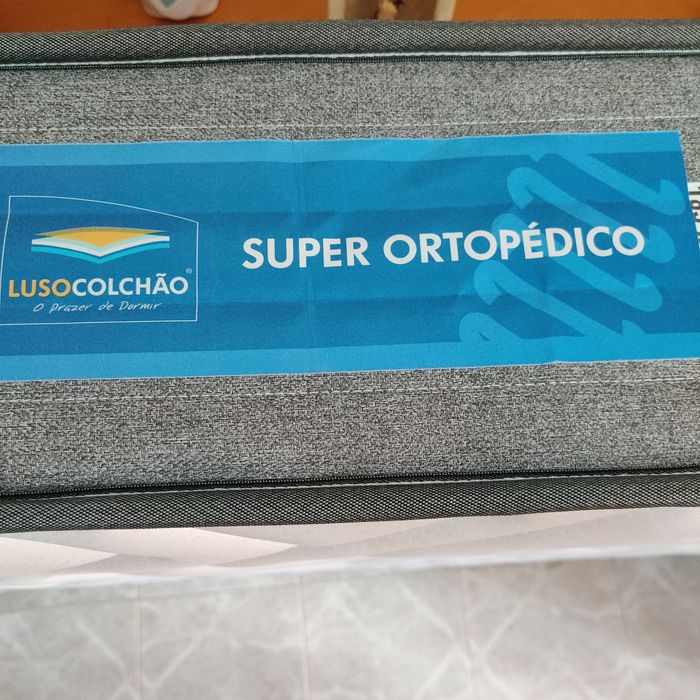 LUSOCOLCHÃO®
O prazer de Dormir
SUPER ORTOPÉDICO